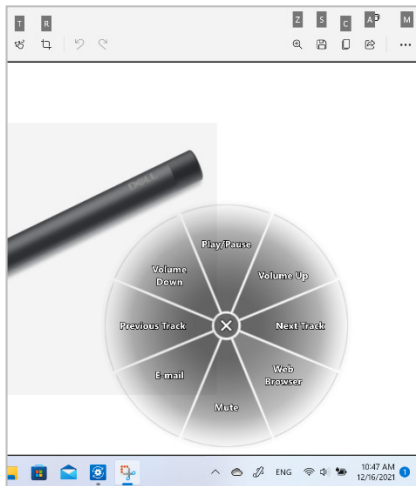 T R Z S C A M
DELL
Play/Pause
Volume Down
Volume Up
Previous Track
Next Track
E-mail
Web Browser
Mute
ENG
10:47 AM
12/16/2021
1